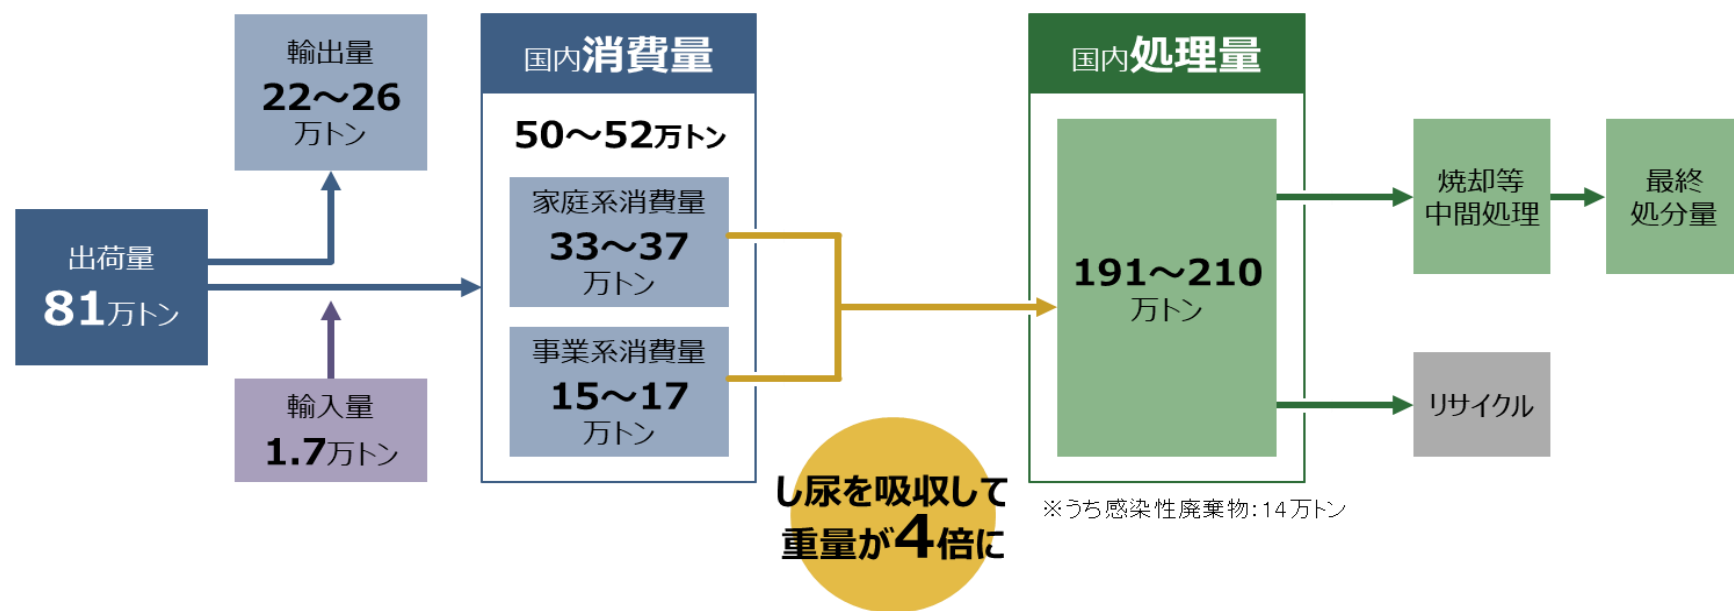 出荷量
81万トン
輸出量
22～26
万トン
輸入量
1.7万トン
国内消費量
50～52万トン
家庭系消費量
33～37
万トン
事業系消費量
15～17
万トン
し尿を吸収して
重量が4倍に
国内処理量
191～210
万トン
※うち感染性廃棄物:14万トン
焼却等
中間処理
最終
処分量
リサイクル